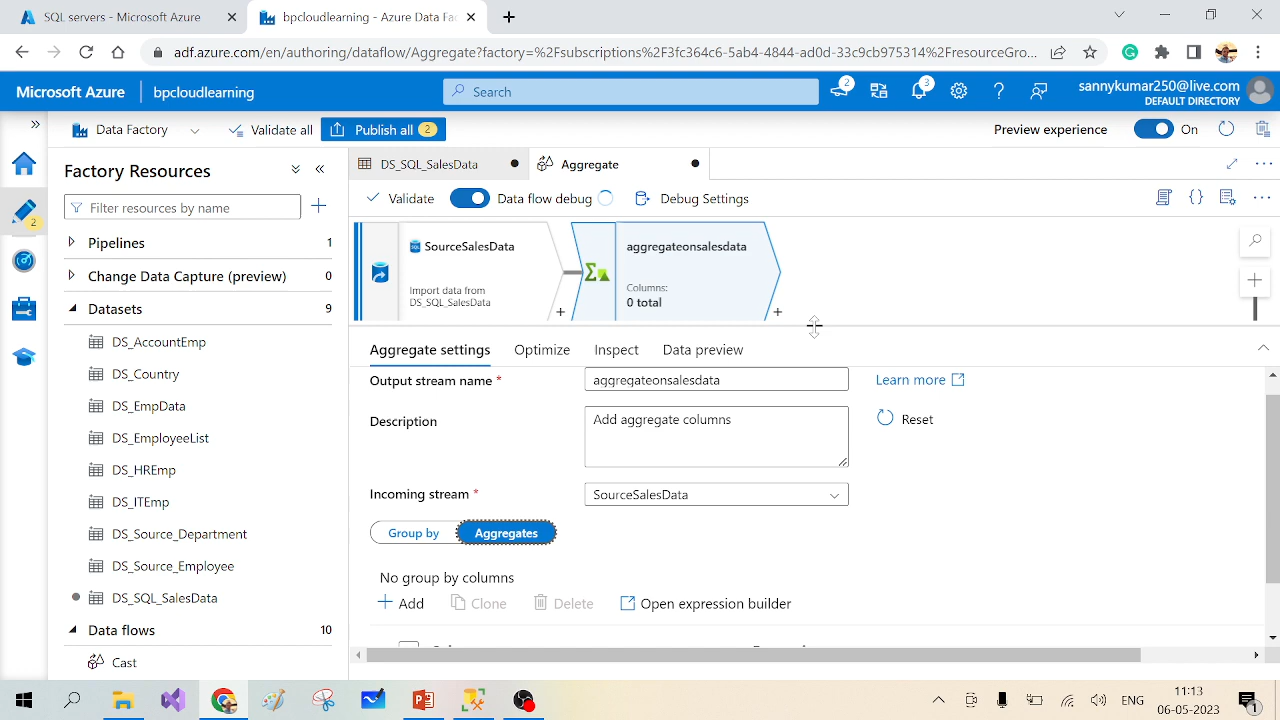 SQL servers - Microsoft Azure
bpcloudlearning - Azure Data Fac
adf.azure.com/en/authoring/dataflow/Aggregate?factory=%2Fsubscriptions%2F3fc364c6-5ab4-4844-ad0d-33c9cb975314%2FresourceGro...
Microsoft Azure
bpcloudlearning
Search
2
3
sannykumar250@live.com
DEFAULT DIRECTORY
Data Factory
Validate all
Publish all 2
Preview experience
On
Factory Resources
DS_SQL_SalesData
Aggregate
Validate
Data flow debug
Debug Settings
Filter resources by name
2
Pipelines 1
Change Data Capture (preview) 0
Datasets 9
DS_AccountEmp
DS_Country
DS_EmpData
DS_EmployeeList
DS_HREmp
DS_ITEmp
DS_Source_Department
DS_Source_Employee
DS_SQL_SalesData
Data flows 10
Cast
SourceSalesData
Import data from
DS_SQL_SalesData
aggregateonsalesdata
Columns:
0 total
Aggregate settings
Optimize
Inspect
Data preview
Output stream name *
aggregateonsalesdata
Learn more
Description
Add aggregate columns
Reset
Incoming stream *
SourceSalesData
Group by
Aggregates
No group by columns
Add
Clone
Delete
Open expression builder
ENG
11:13
06-05-2023
1